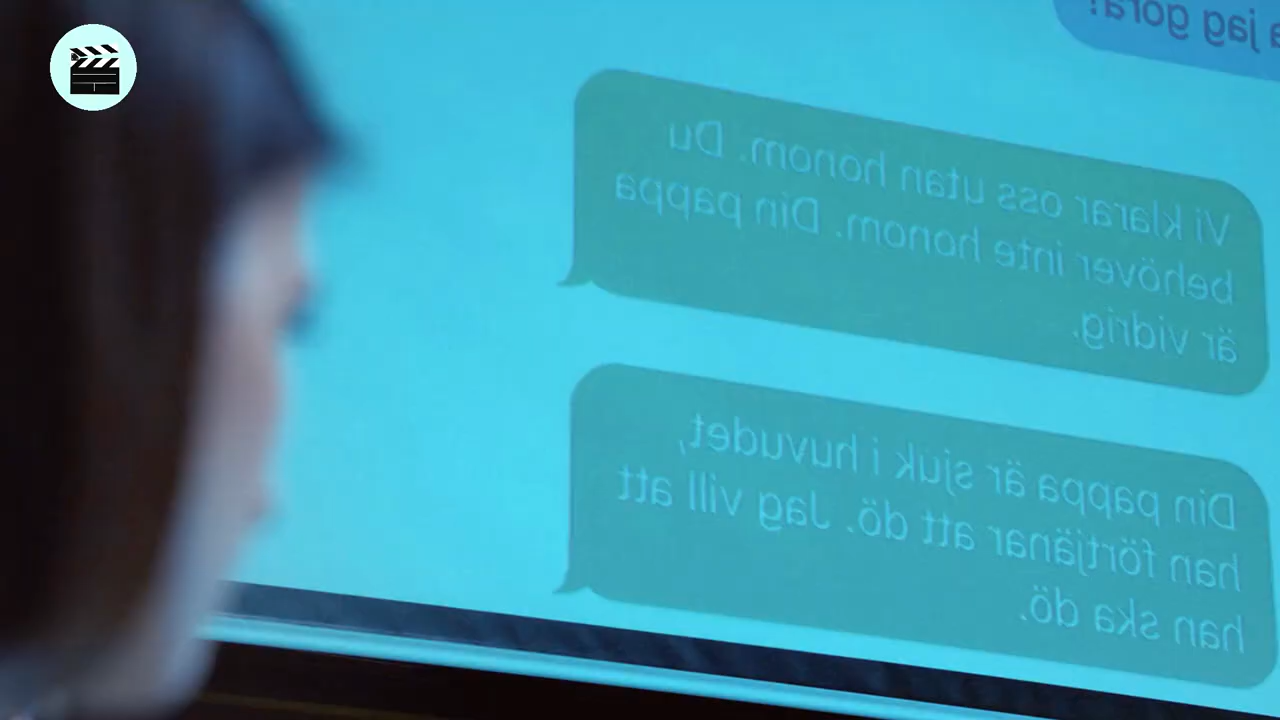 jag göra?
Vi klarar oss utan honom. Du
behöver inte honom. Din pappa
är vidrig.
Din pappa är sjuk i huvudet,
han förtjänar att dö. Jag vill att
han ska dö.